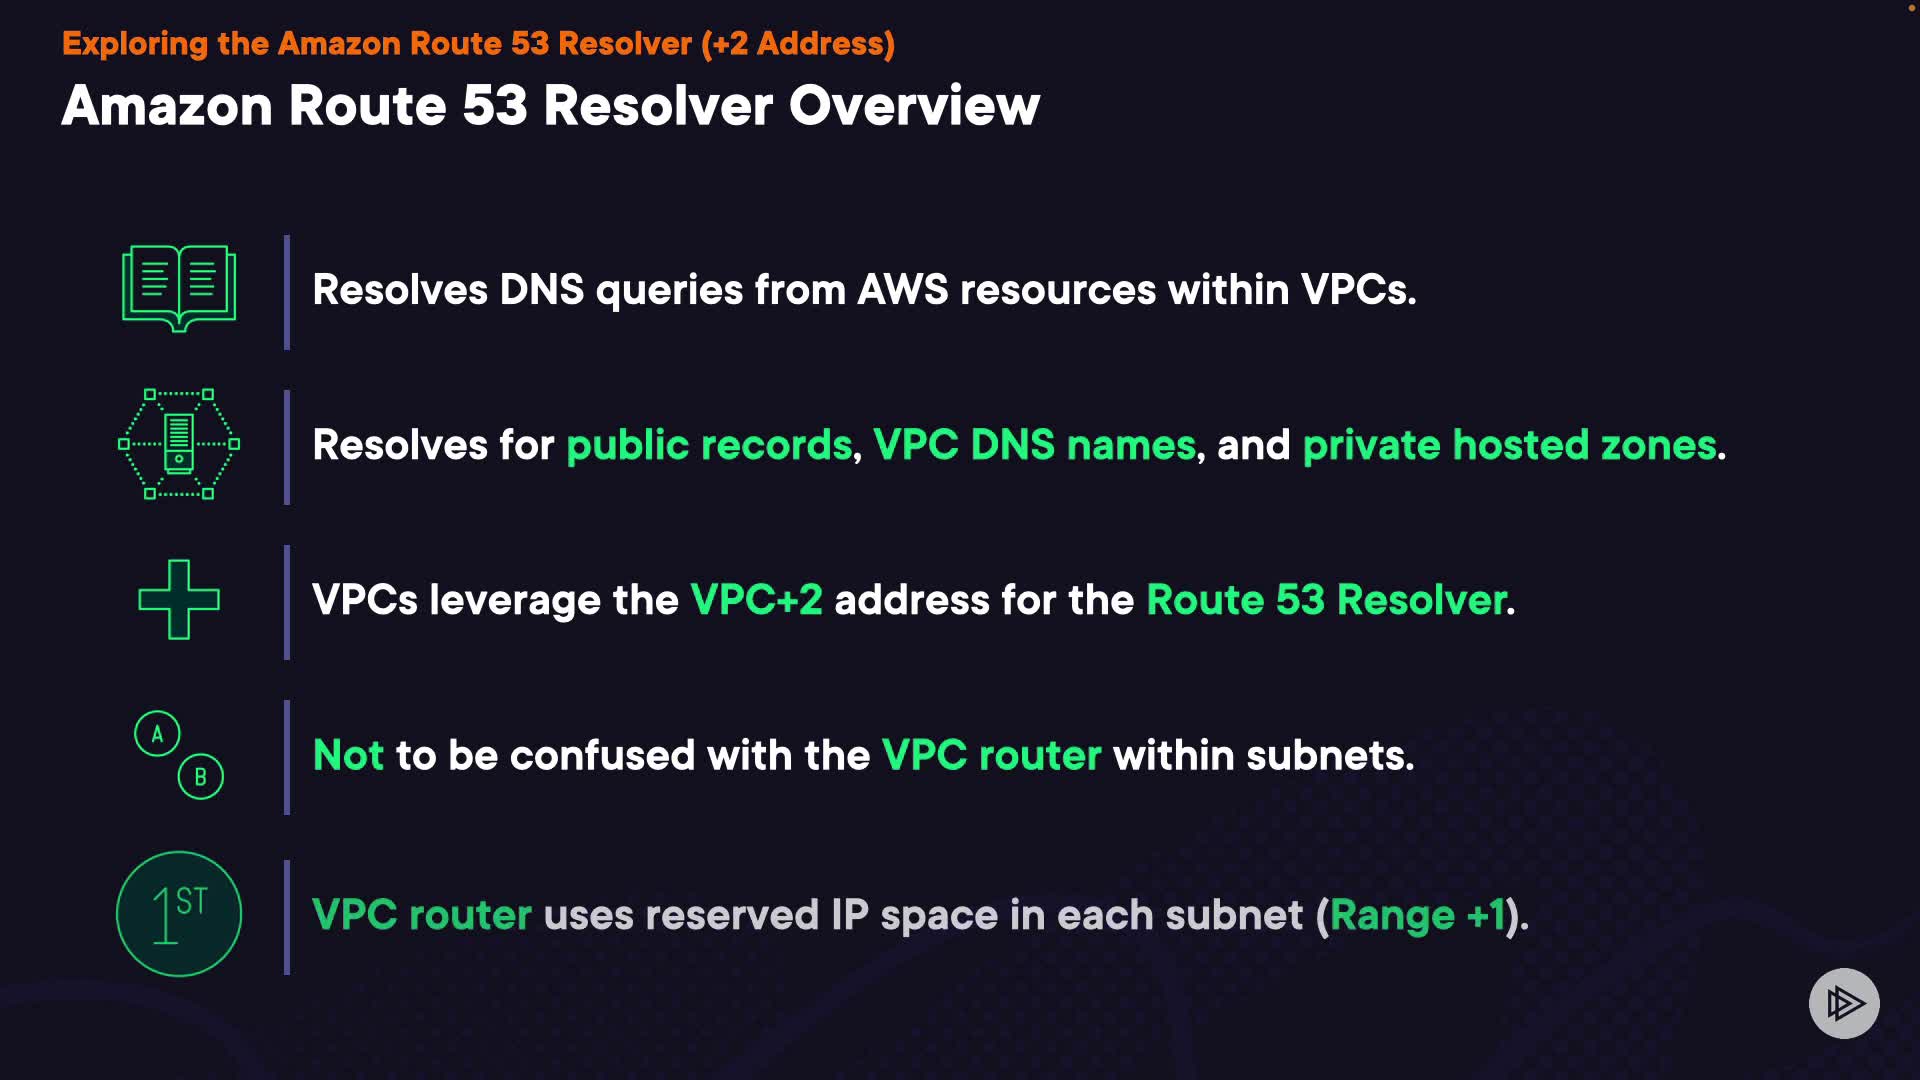 Exploring the Amazon Route 53 Resolver (+2 Address)
Amazon Route 53 Resolver Overview
Resolves DNS queries from AWS resources within VPCs.
Resolves for public records, VPC DNS names, and private hosted zones.
VPCs leverage the VPC+2 address for the Route 53 Resolver.
A
B
Not to be confused with the VPC router within subnets.
1ST
VPC router uses reserved IP space in each subnet (Range +1).